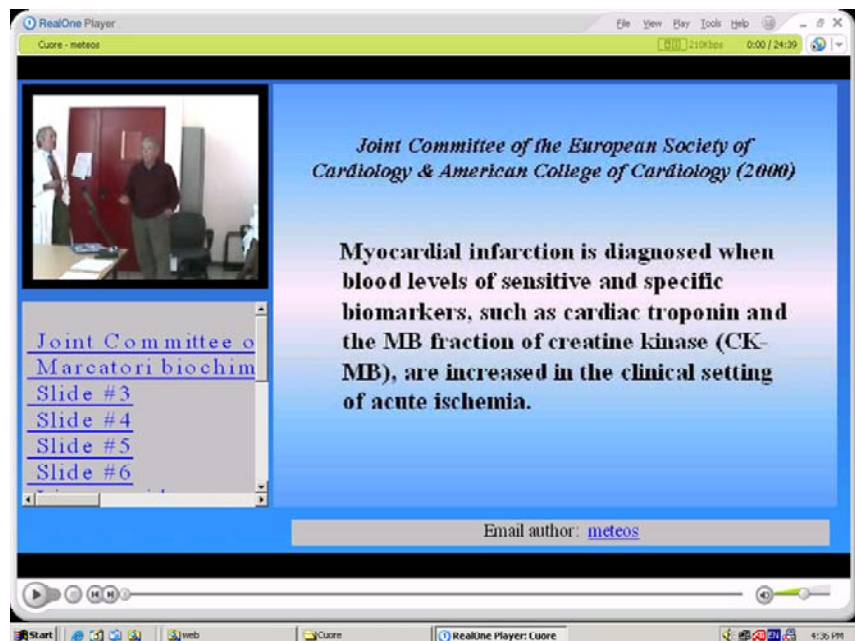 RealOne Player
File View Play Tools Help
Cuore - meteos
210Kbps 0:00 / 24:39
Joint Committee of the European Society of
Cardiology & American College of Cardiology (2000)
Myocardial infarction is diagnosed when
blood levels of sensitive and specific
biomarkers, such as cardiac troponin and
the MB fraction of creatine kinase (CK-
MB), are increased in the clinical setting
of acute ischemia.
Joint Committee o
Marcatori biochim
Slide #3
Slide #4
Slide #5
Slide #6
Email author: meteos
Start web Cuore RealOne Player: Cuore EN 4:36 PM